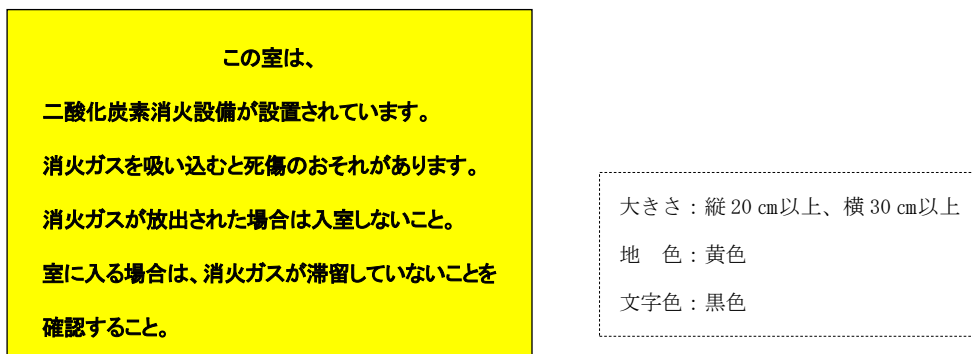 この室は、
二酸化炭素消火設備が設置されています。
消火ガスを吸い込むと死傷のおそれがあります。
消火ガスが放出された場合は入室しないこと。
室に入る場合は、消火ガスが滞留していないことを
確認すること。
大きさ：縦 20 ㎝以上、横 30 ㎝以上
地　色：黄色
文字色：黒色